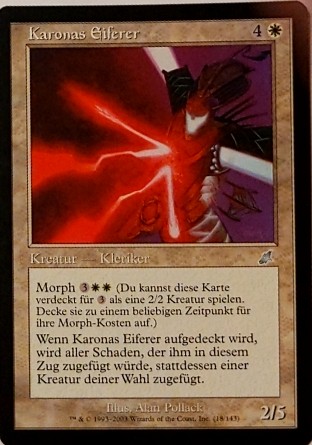 Karonas Eiferer 4
Kreatur — Kleriker
Morph 3 (Du kannst diese Karte
verdeckt für 3 als eine 2/2 Kreatur spielen.
Decke sie zu einem beliebigen Zeitpunkt für
ihre Morph-Kosten auf.)
Wenn Karonas Eiferer aufgedeckt wird,
wird aller Schaden, der ihm in diesem
Zug zugefügt würde, stattdessen einer
Kreatur deiner Wahl zugefügt.
Illus. Alan Pollack
™ & © 1993-2003 Wizards of the Coast, Inc. (18/143)
2/5